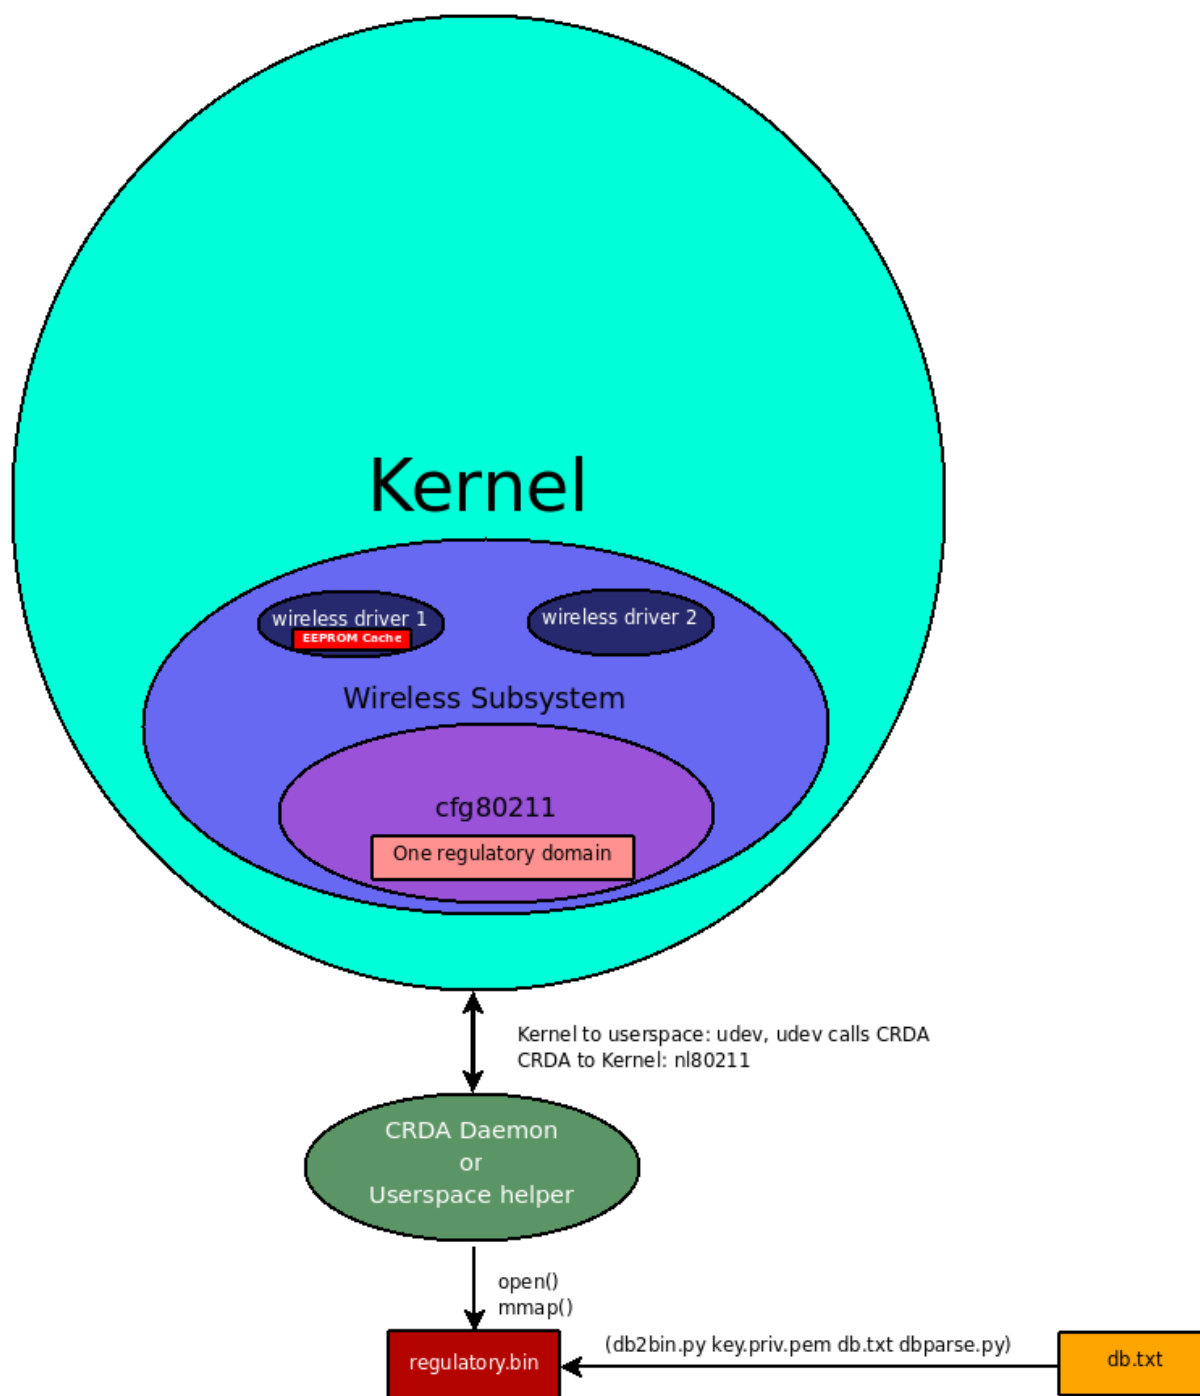 Kernel
wireless driver 1
EEPROM Cache
wireless driver 2
Wireless Subsystem
cfg80211
One regulatory domain
Kernel to userspace: udev, udev calls CRDA
CRDA to Kernel: nl80211
CRDA Daemon
or
Userspace helper
open()
mmap()
(db2bin.py key.priv.pem db.txt dbparse.py)
regulatory.bin
db.txt